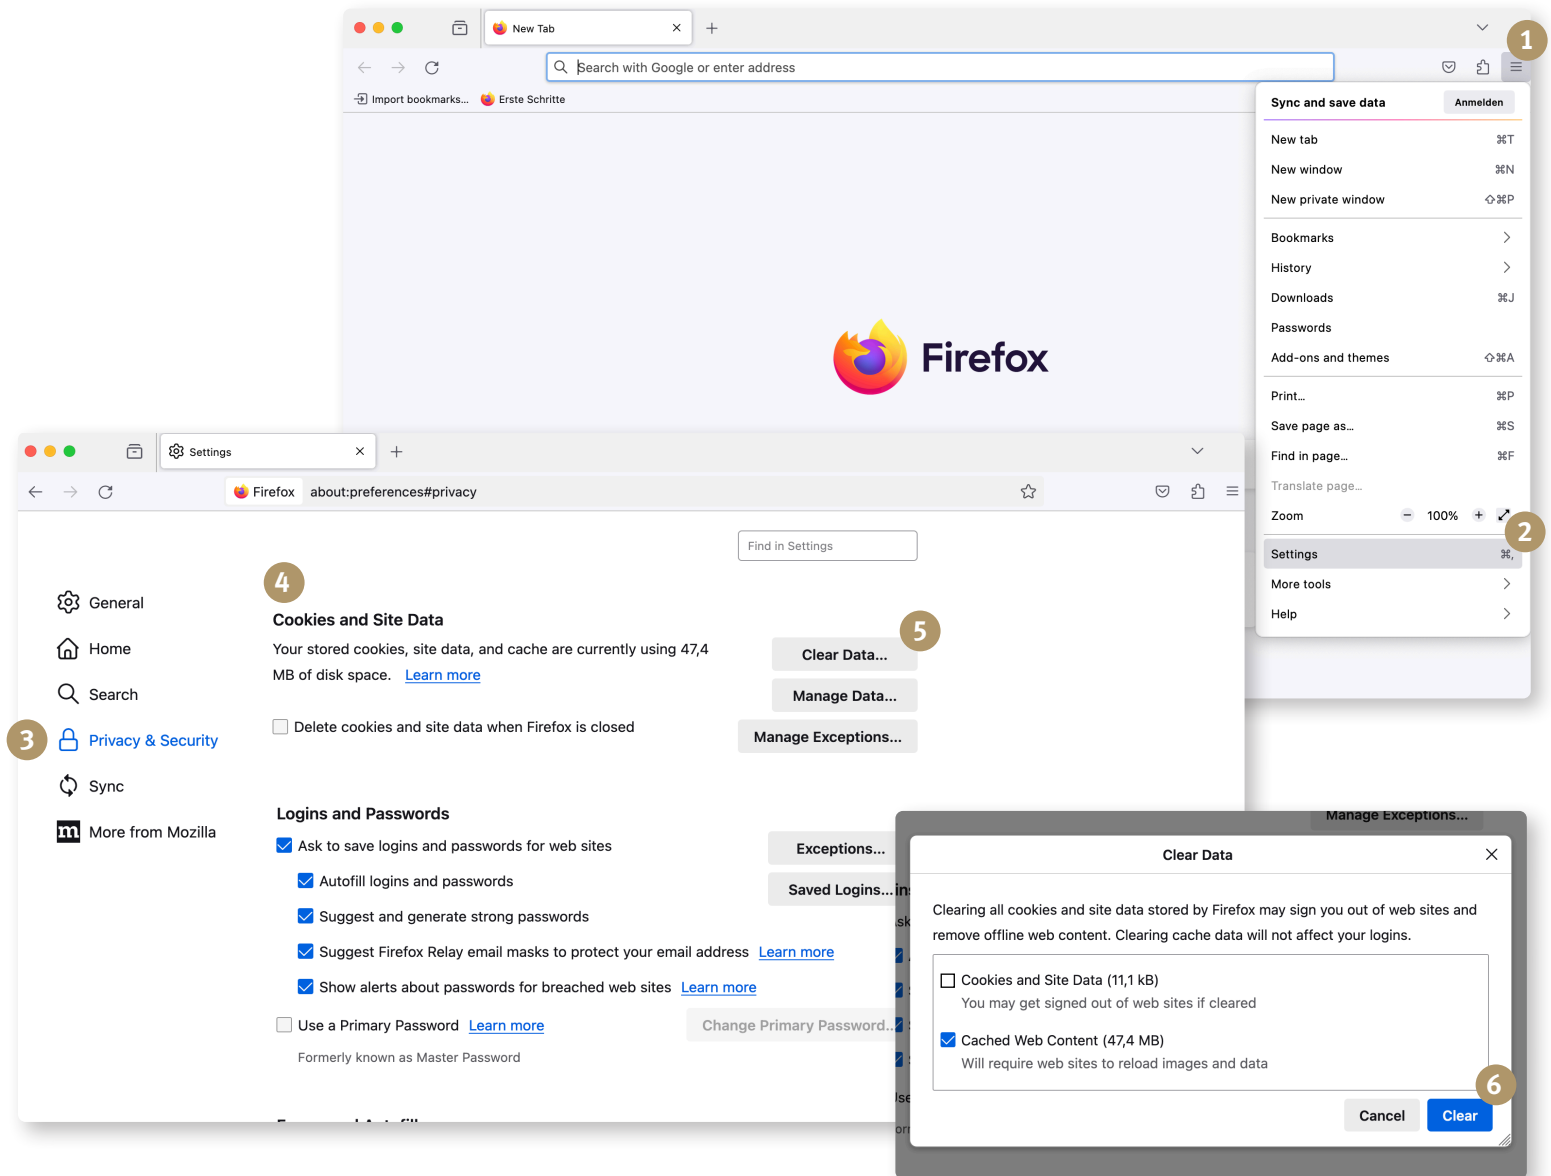 New Tab
1
Search with Google or enter address
Import bookmarks...
Erste Schritte
Sync and save data
Anmelden
New tab ⌘T
New window ⌘N
New private window ⇧⌘P
Bookmarks
History
Downloads ⌘J
Passwords
Add-ons and themes ⇧⌘A
Print… ⌘P
Save page as… ⌘S
Find in page… ⌘F
Translate page…
Zoom − 100% +
2
Settings ⌘,
More tools
Help
Firefox
Settings
Firefox about:preferences#privacy
Find in Settings
General
Home
Search
3
Privacy & Security
Sync
m More from Mozilla
4
Cookies and Site Data
Your stored cookies, site data, and cache are currently using 47,4
MB of disk space. Learn more
5
Clear Data...
Manage Data...
Delete cookies and site data when Firefox is closed
Manage Exceptions...
Logins and Passwords
Ask to save logins and passwords for web sites
Exceptions...
Autofill logins and passwords
Saved Logins...
Suggest and generate strong passwords
Suggest Firefox Relay email masks to protect your email address Learn more
Show alerts about passwords for breached web sites Learn more
Use a Primary Password Learn more
Change Primary Password...
Formerly known as Master Password
Manage Exceptions...
Clear Data
Clearing all cookies and site data stored by Firefox may sign you out of web sites and
remove offline web content. Clearing cache data will not affect your logins.
Cookies and Site Data (11,1 kB)
You may get signed out of web sites if cleared
Cached Web Content (47,4 MB)
Will require web sites to reload images and data
6
Cancel
Clear